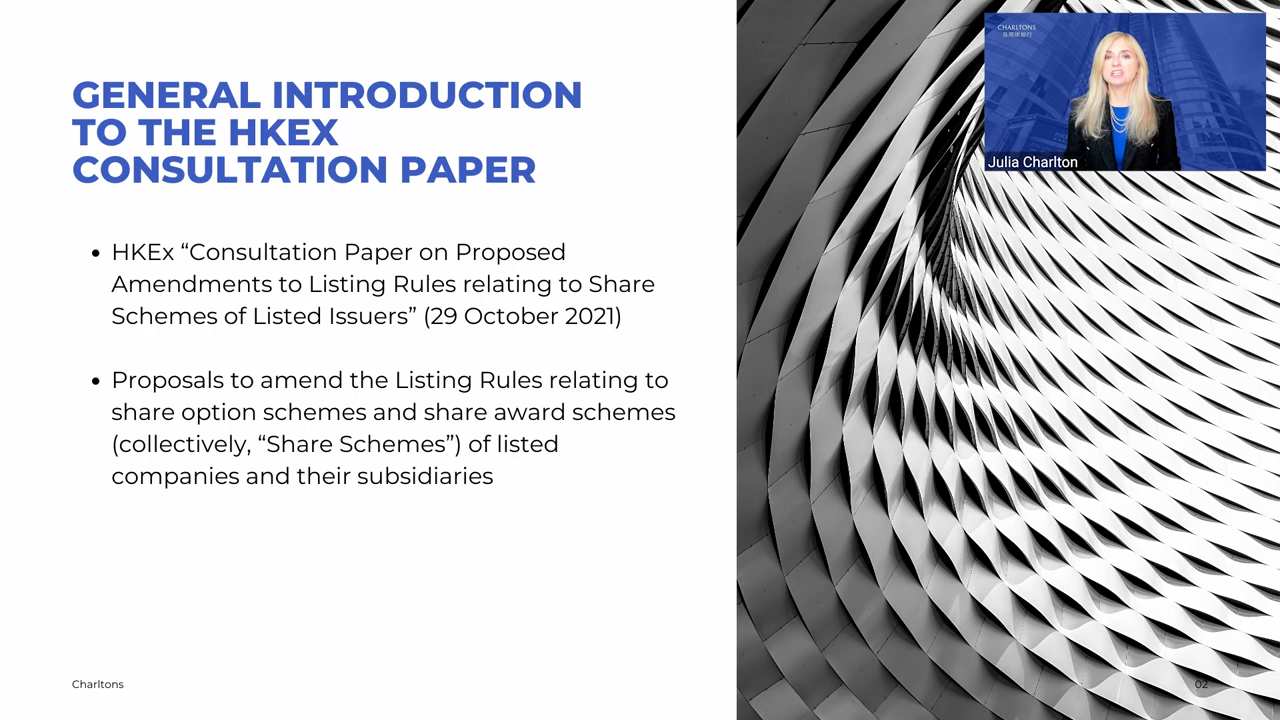 GENERAL INTRODUCTION
TO THE HKEX
CONSULTATION PAPER
HKEx “Consultation Paper on Proposed
Amendments to Listing Rules relating to Share
Schemes of Listed Issuers” (29 October 2021)
Proposals to amend the Listing Rules relating to
share option schemes and share award schemes
(collectively, “Share Schemes”) of listed
companies and their subsidiaries
Charltons
CHARLTONS
Julia Charlton
02